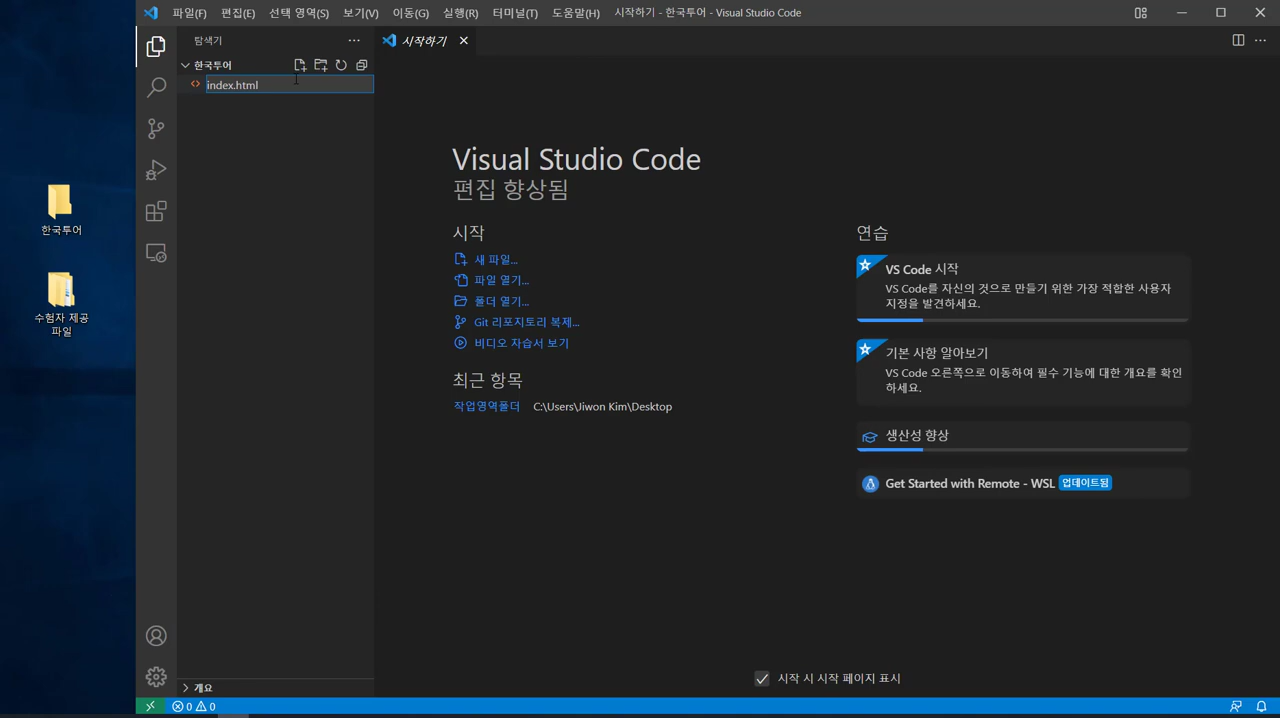 파일(F) 편집(E) 선택 영역(S) 보기(V) 이동(G) 실행(R) 터미널(T) 도움말(H) 시작하기 - 한국투어 - Visual Studio Code
탐색기
시작하기
한국투어
index.html
Visual Studio Code
편집 향상됨
시작
새 파일...
파일 열기...
폴더 열기...
Git 리포지토리 복제...
비디오 자습서 보기
최근 항목
작업영역폴더 C:\Users\Jiwon Kim\Desktop
연습
VS Code 시작
VS Code를 자신의 것으로 만들기 위한 가장 적합한 사용자
지정을 발견하세요.
기본 사항 알아보기
VS Code 오른쪽으로 이동하여 필수 기능에 대한 개요를 확인
하세요.
생산성 향상
Get Started with Remote - WSL 업데이트됨
한국투어
수험자 제공
파일
시작 시 시작 페이지 표시
개요
0 0